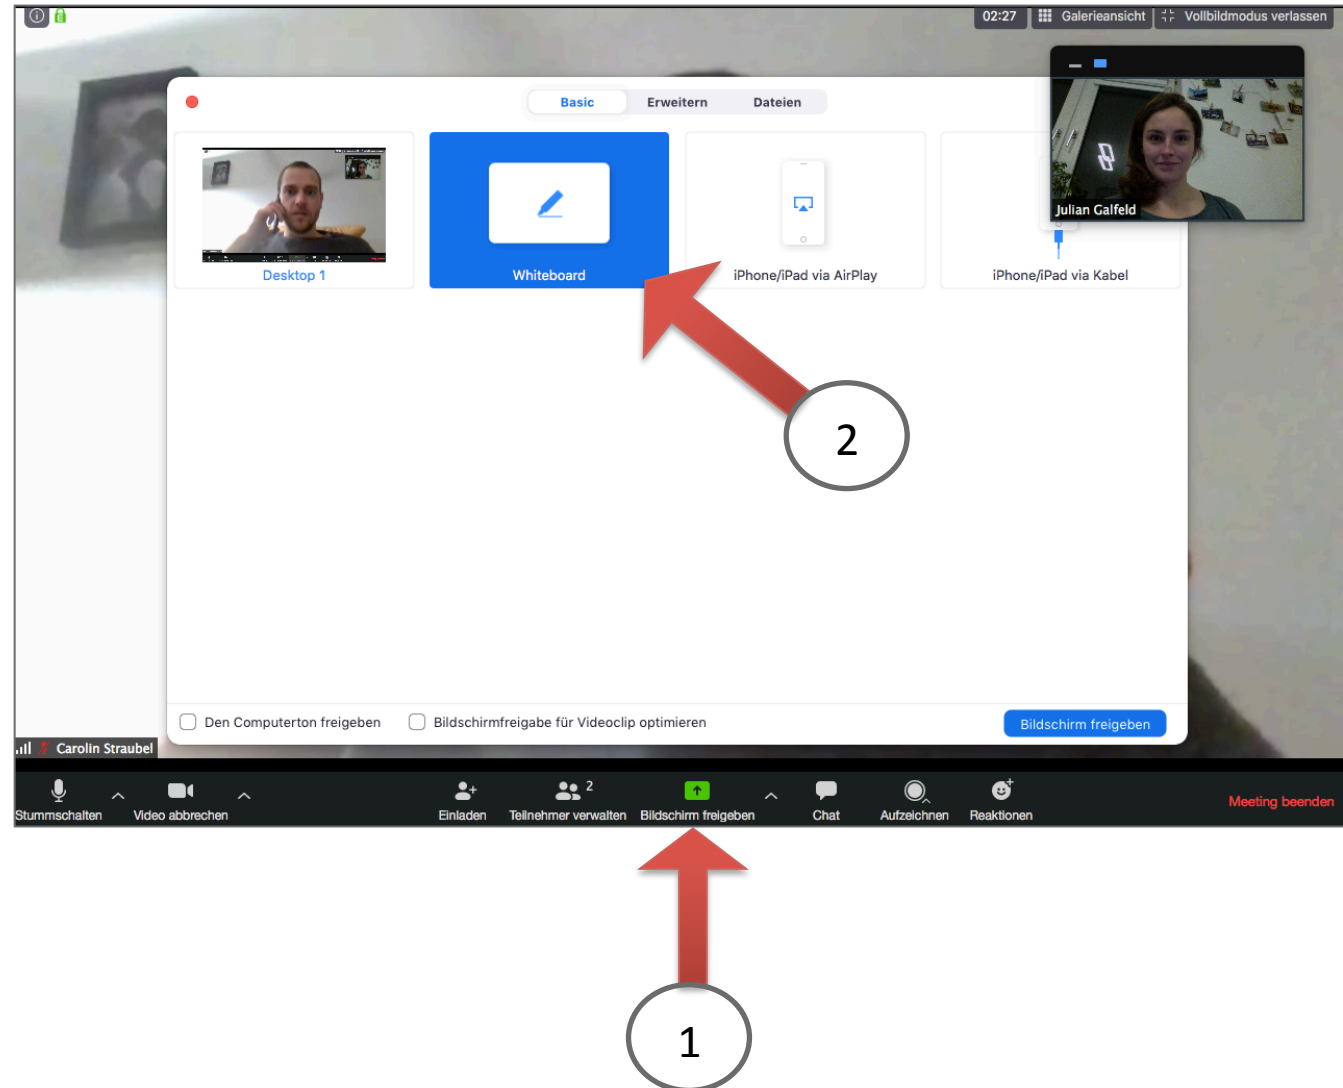 02:27 Galerieansicht Vollbildmodus verlassen
Basic Erweitern Dateien
Julian Galfeld
Desktop 1 Whiteboard iPhone/iPad via AirPlay iPhone/iPad via Kabel
2
Den Computerton freigeben Bildschirmfreigabe für Videoclip optimieren Bildschirm freigeben
Carolin Straubel
2
Stummschalten Video abbrechen Einladen Teilnehmer verwalten Bildschirm freigeben Chat Aufzeichnen Reaktionen Meeting beenden
1